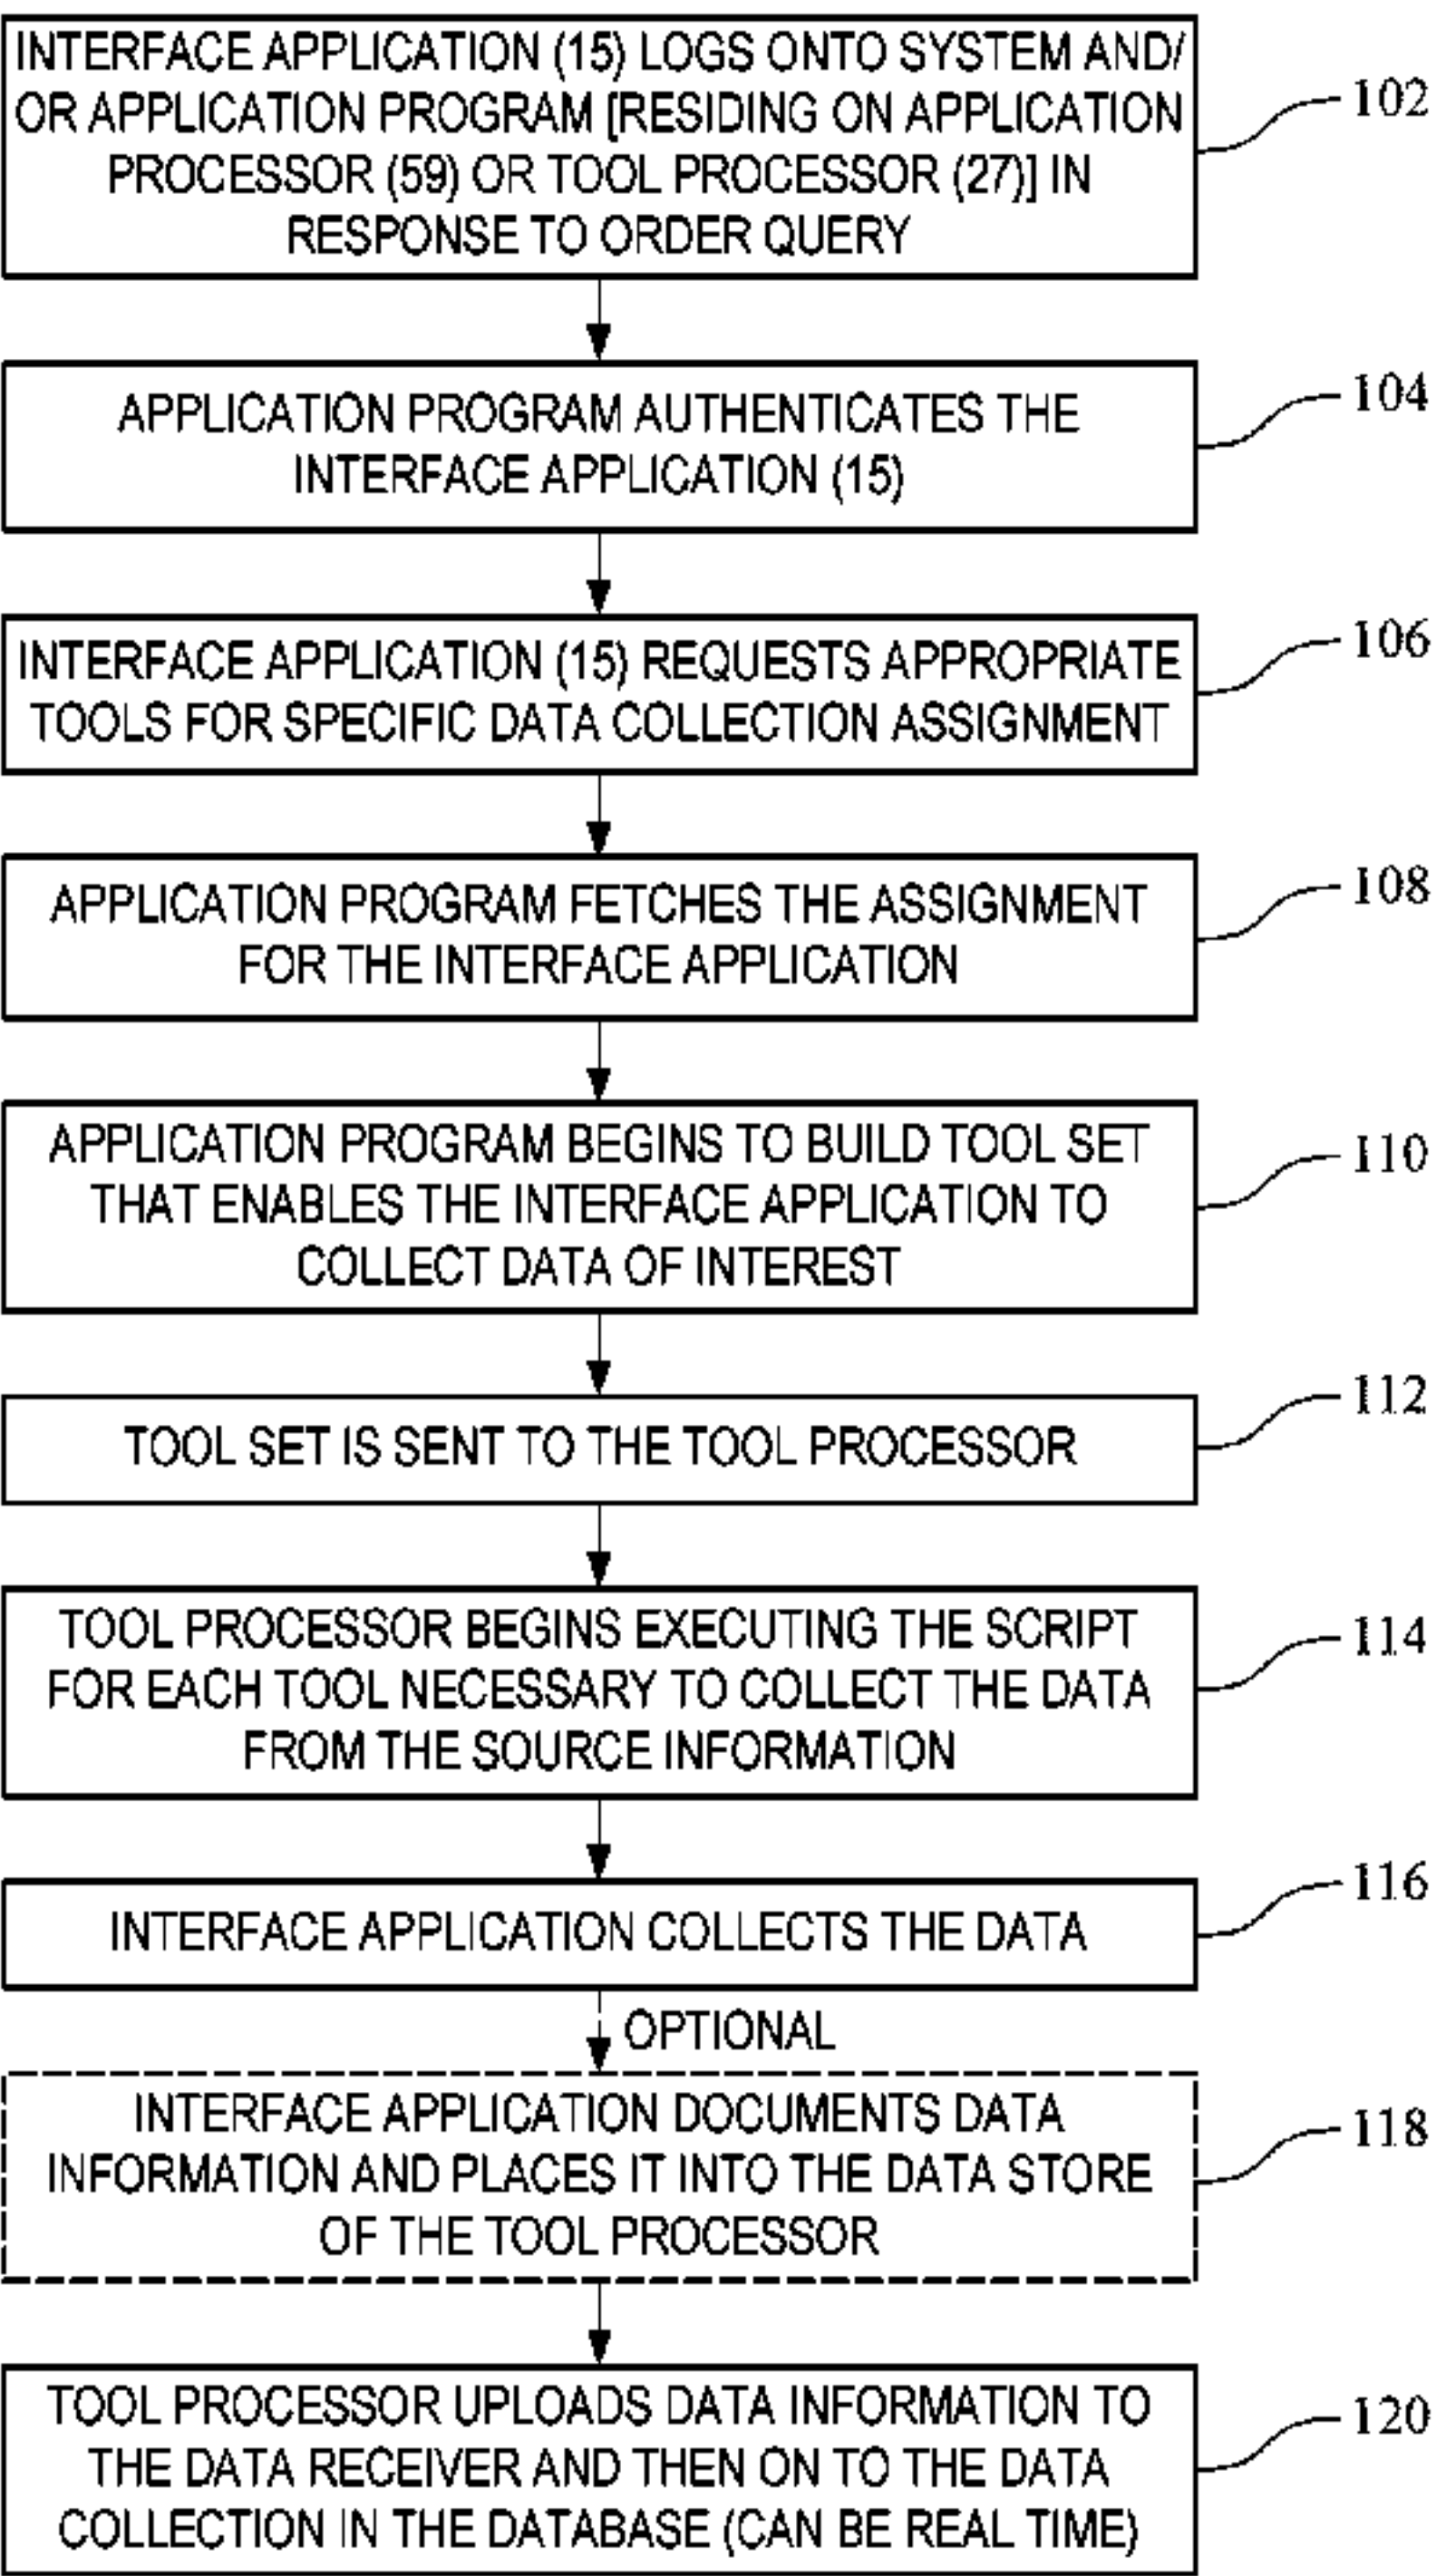 INTERFACE APPLICATION (15) LOGS ONTO SYSTEM AND/
OR APPLICATION PROGRAM [RESIDING ON APPLICATION
PROCESSOR (59) OR TOOL PROCESSOR (27)] IN
RESPONSE TO ORDER QUERY
102
APPLICATION PROGRAM AUTHENTICATES THE
INTERFACE APPLICATION (15)
104
INTERFACE APPLICATION (15) REQUESTS APPROPRIATE
TOOLS FOR SPECIFIC DATA COLLECTION ASSIGNMENT
106
APPLICATION PROGRAM FETCHES THE ASSIGNMENT
FOR THE INTERFACE APPLICATION
108
APPLICATION PROGRAM BEGINS TO BUILD TOOL SET
THAT ENABLES THE INTERFACE APPLICATION TO
COLLECT DATA OF INTEREST
110
TOOL SET IS SENT TO THE TOOL PROCESSOR
112
TOOL PROCESSOR BEGINS EXECUTING THE SCRIPT
FOR EACH TOOL NECESSARY TO COLLECT THE DATA
FROM THE SOURCE INFORMATION
114
INTERFACE APPLICATION COLLECTS THE DATA
116
OPTIONAL
INTERFACE APPLICATION DOCUMENTS DATA
INFORMATION AND PLACES IT INTO THE DATA STORE
OF THE TOOL PROCESSOR
118
TOOL PROCESSOR UPLOADS DATA INFORMATION TO
THE DATA RECEIVER AND THEN ON TO THE DATA
COLLECTION IN THE DATABASE (CAN BE REAL TIME)
120